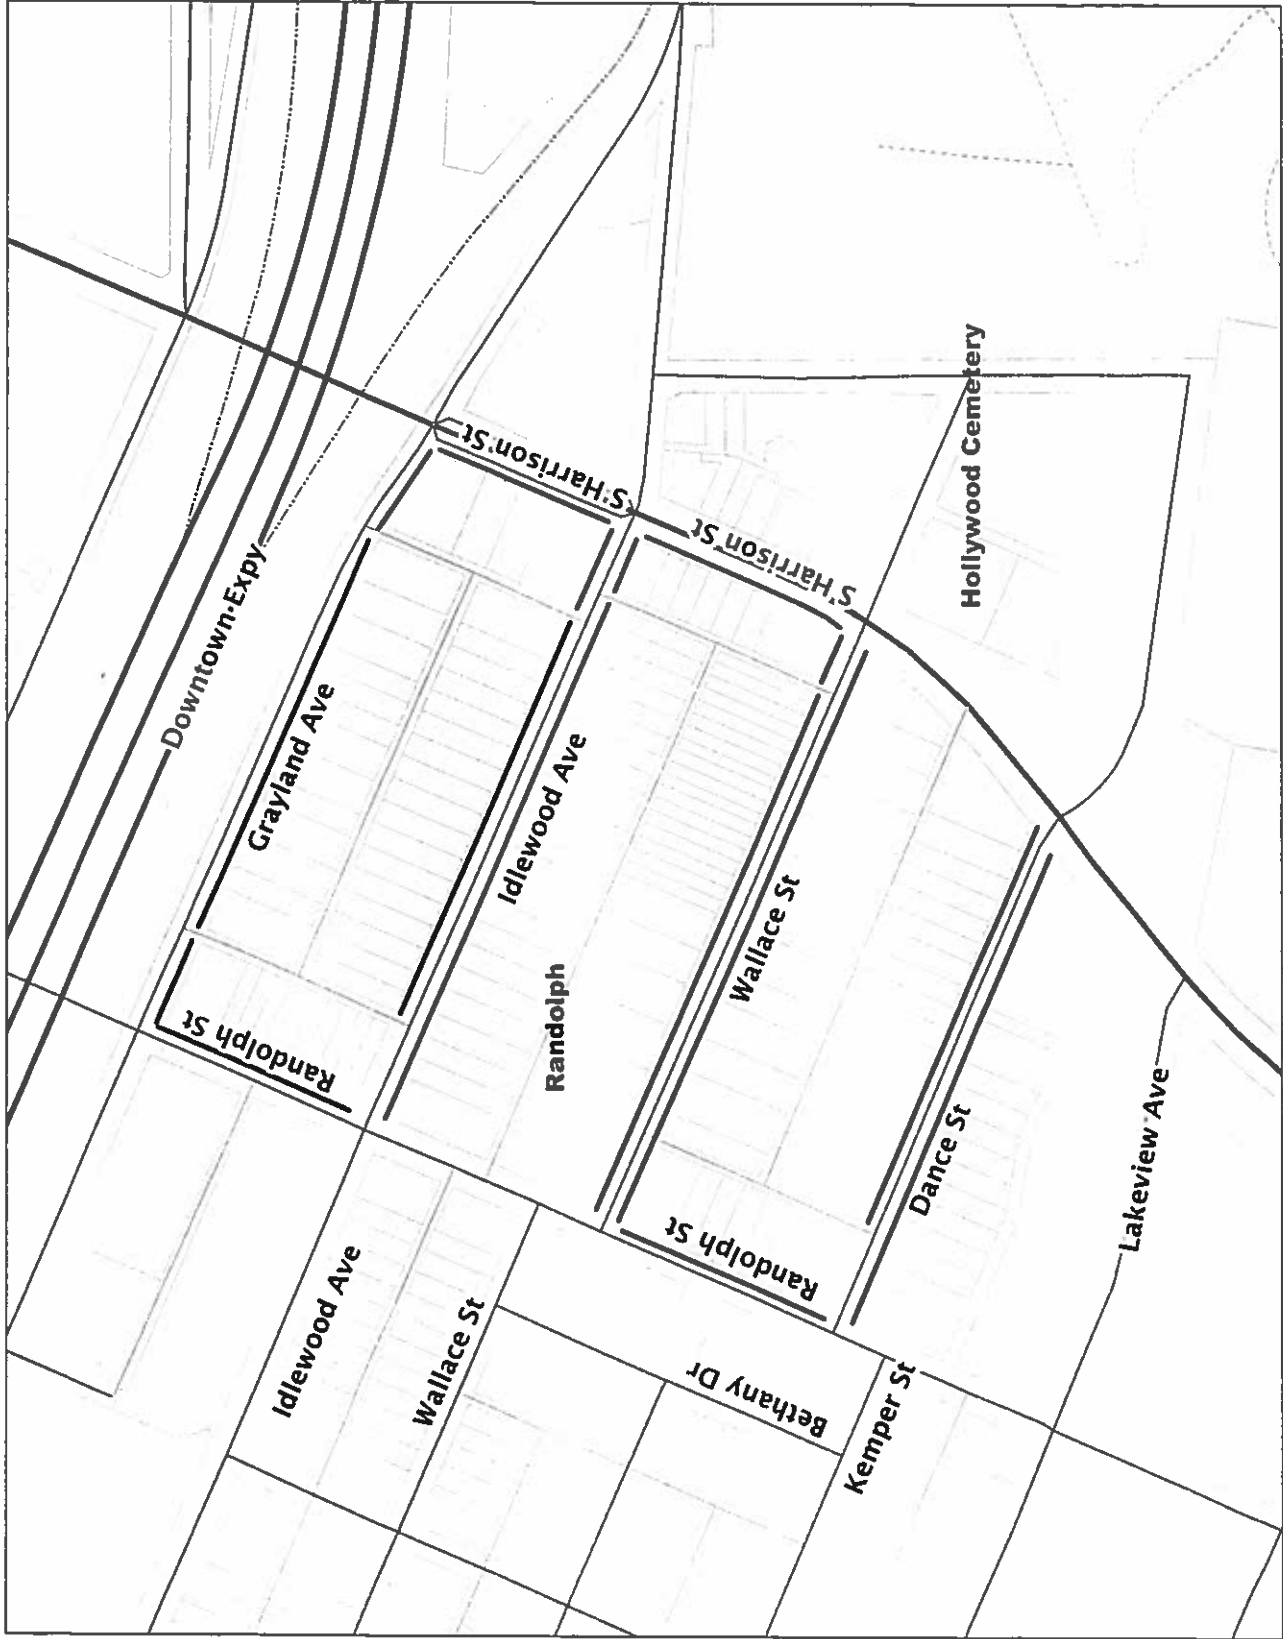 S Harrison St
S Harrison St
Hollywood Cemetery
Downtown Expy
Grayland Ave
Idlewood Ave
Wallace St
Randolph
Randolph St
Dance St
Lakeview Ave
Randolph St
Idlewood Ave
Wallace St
Bethany Dr
Kemper St